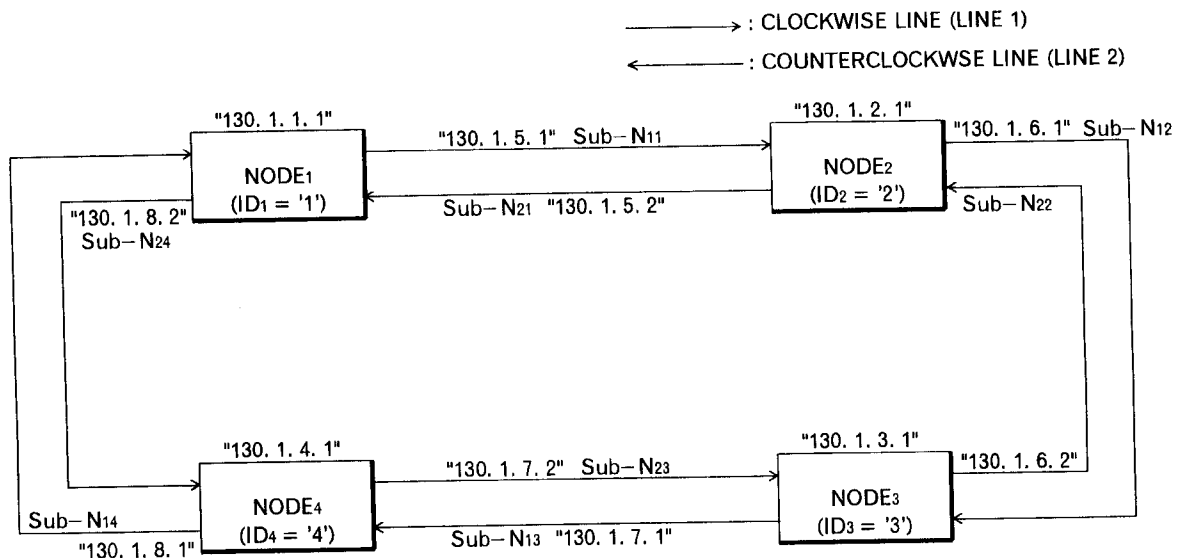 : CLOCKWISE LINE (LINE 1)
: COUNTERCLOCKWSE LINE (LINE 2)
"130. 1. 1. 1"
"130. 1. 2. 1"
"130. 1. 5. 1" Sub-N11
"130. 1. 6. 1" Sub-N12
NODE1
(ID1 = '1')
NODE2
(ID2 = '2')
Sub-N21 "130. 1. 5. 2"
Sub-N22
"130. 1. 8. 2"
Sub-N24
"130. 1. 4. 1"
"130. 1. 3. 1"
"130. 1. 7. 2" Sub-N23
"130. 1. 6. 2"
NODE4
(ID4 = '4')
NODE3
(ID3 = '3')
Sub-N14
"130. 1. 8. 1"
Sub-N13 "130. 1. 7. 1"